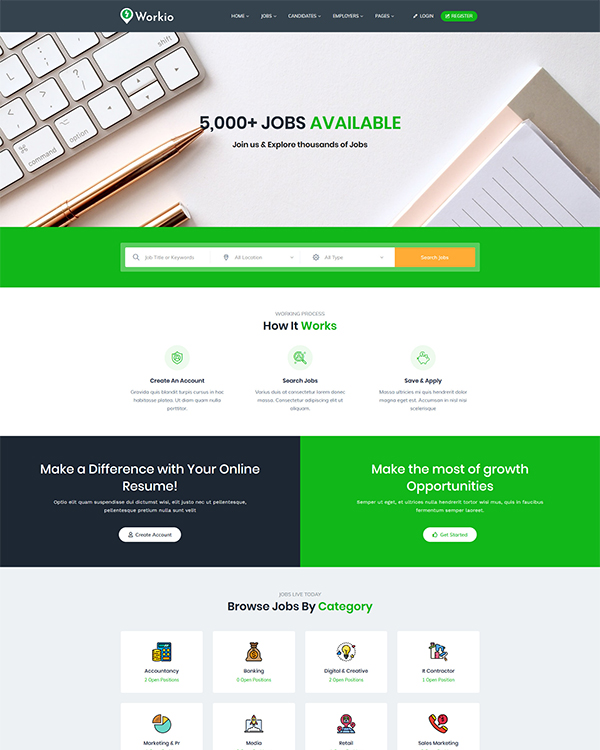 Workio
HOME JOBS CANDIDATES EMPLOYERS PAGES LOGIN REGISTER
shift
option
command
5,000+ JOBS AVAILABLE
Join us & Explore thousands of Jobs
Job Title or Keywords All Location All Type Search Jobs
WORKING PROCESS
How It Works
Create An Account
Gravida quis blandit turpis cursus in hac
habitasse platea. Ut diam quam nulla
porttitor.
Search Jobs
Varius duis at consectetur lorem donec
massa. Consectetur adipiscing elit ut
aliquam.
Save & Apply
Massa ultricies mi quis hendrerit dolor
magna eget est. Accumsan in nisl nisi
scelerisque
Make a Difference with Your Online
Resume!
Optio elit quam suspendisse dui dictumst wisi, elit justo nec ut pellentesque,
pellentesque pretium nulla sunt velit
Create Account
Make the most of growth
Opportunities
Semper ut eget, et ultrices nulla hendrerit tortor wisi mus, quis in faucibus
fermentum semper laoreet.
Get Started
JOBS LIVE TODAY
Browse Jobs By Category
Accountancy
2 Open Positions
Banking
0 Open Positions
Digital & Creative
2 Open Positions
It Contractor
1 Open Position
Marketing & Pr
Media
Retail
Sales Marketing